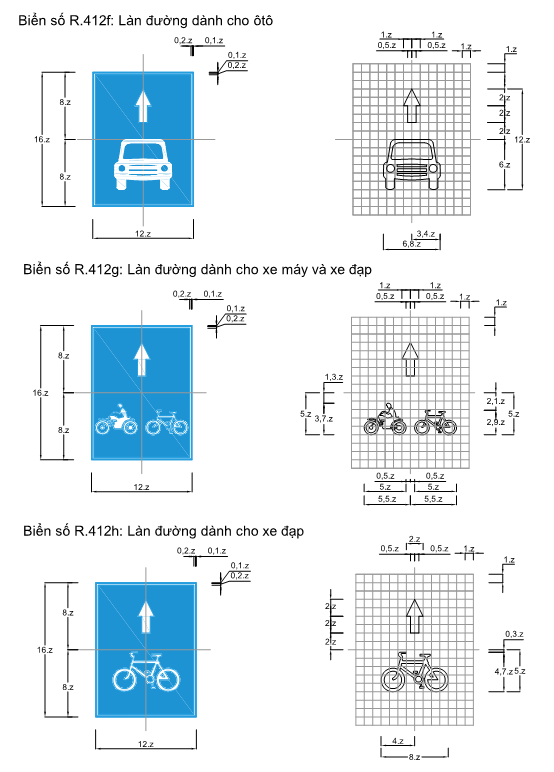 Biển số R.412f: Làn đường dành cho ôtô
0,2.z 0,1.z
0,1.z
0,2.z
8.z
16.z
8.z
12.z
1.z 1.z
0,5.z 0,5.z 1.z
1.z
2.z
2.z
2.z 12.z
6.z
3,4.z
6,8.z
Biển số R.412g: Làn đường dành cho xe máy và xe đạp
0,2.z 0,1.z
0,1.z
0,2.z
8.z
16.z
8.z
12.z
1.z 1.z
0,5.z 0,5.z 1.z
1.z
1,3.z
5.z 3,7.z
2,1.z 5.z
2,9.z
0,5.z 0,5.z
5.z 5.z
5,5.z 5,5.z
Biển số R.412h: Làn đường dành cho xe đạp
0,2.z 0,1.z
0,1.z
0,2.z
8.z
16.z
8.z
12.z
2.z
0,5.z 0,5.z 1.z
1.z
2.z
2.z
2.z
0,3.z
4,7.z 5.z
4.z
8.z